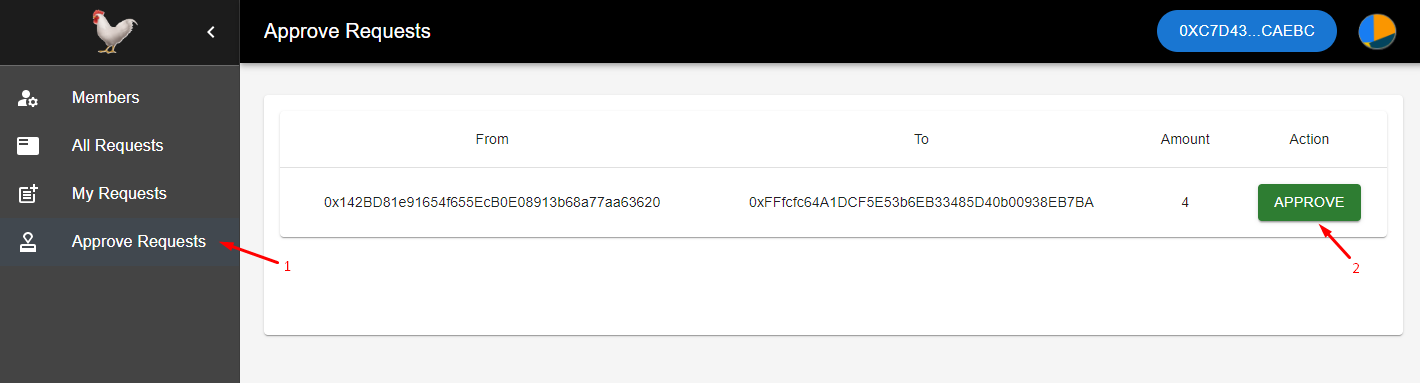 Approve Requests
0XC7D43...CAEBC
Members
All Requests
My Requests
Approve Requests
1
From To Amount Action
0x142BD81e91654f655EcB0E08913b68a77aa63620 0xFFfcfc64A1DCF5E53b6EB33485D40b00938EB7BA 4 APPROVE
2